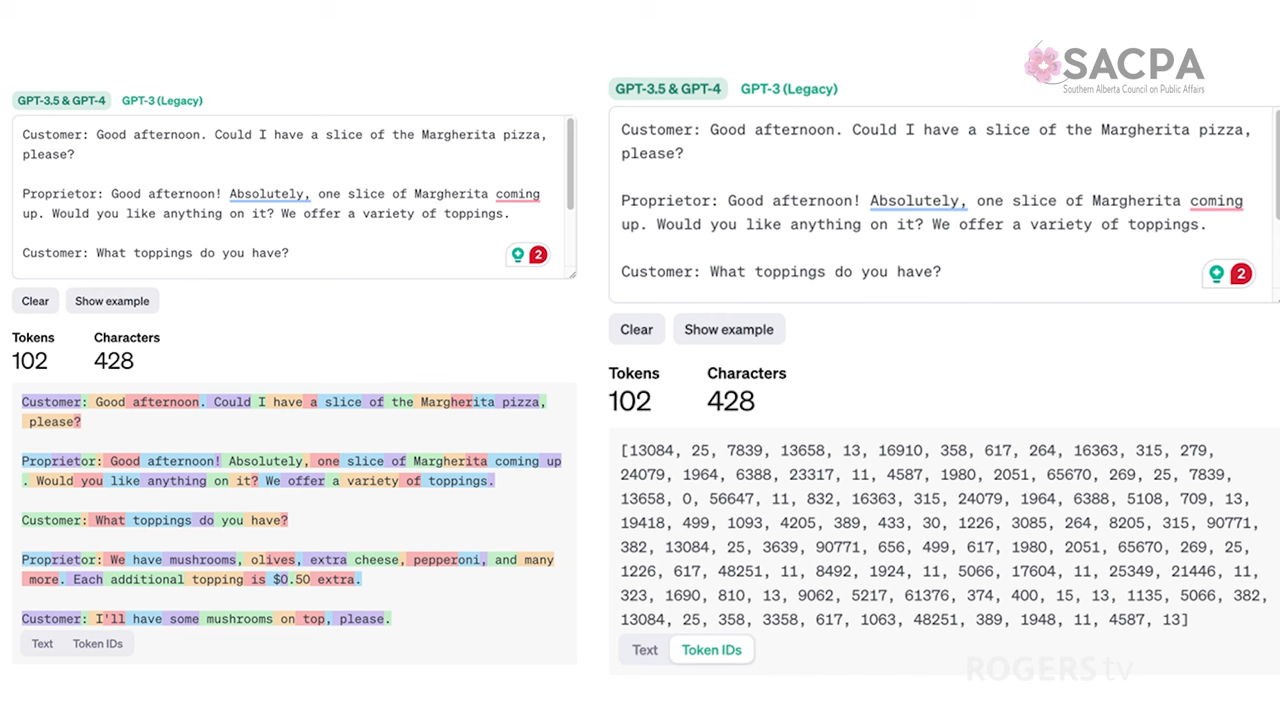 SACPA
Southern Alberta Council on Public Affairs
GPT-3.5 & GPT-4 GPT-3 (Legacy)
Customer: Good afternoon. Could I have a slice of the Margherita pizza,
please?
Proprietor: Good afternoon! Absolutely, one slice of Margherita coming
up. Would you like anything on it? We offer a variety of toppings.
Customer: What toppings do you have?
2
Clear Show example
Tokens Characters
102 428
Customer: Good afternoon. Could I have a slice of the Margherita pizza,
please?
Proprietor: Good afternoon! Absolutely, one slice of Margherita coming up
. Would you like anything on it? We offer a variety of toppings.
Customer: What toppings do you have?
Proprietor: We have mushrooms, olives, extra cheese, pepperoni, and many
more. Each additional topping is $0.50 extra.
Customer: I'll have some mushrooms on top, please.
Text Token IDs
GPT-3.5 & GPT-4 GPT-3 (Legacy)
Customer: Good afternoon. Could I have a slice of the Margherita pizza,
please?
Proprietor: Good afternoon! Absolutely, one slice of Margherita coming
up. Would you like anything on it? We offer a variety of toppings.
Customer: What toppings do you have?
2
Clear Show example
Tokens Characters
102 428
[13084, 25, 7839, 13658, 13, 16910, 358, 617, 264, 16363, 315, 279,
24079, 1964, 6388, 23317, 11, 4587, 1980, 2051, 65670, 269, 25, 7839,
13658, 0, 56647, 11, 832, 16363, 315, 24079, 1964, 6388, 5108, 709, 13,
19418, 499, 1093, 4205, 389, 433, 30, 1226, 3085, 264, 8205, 315, 90771,
382, 13084, 25, 3639, 90771, 656, 499, 617, 1980, 2051, 65670, 269, 25,
1226, 617, 48251, 11, 8492, 1924, 11, 5066, 17604, 11, 25349, 21446, 11,
323, 1690, 810, 13, 9062, 5217, 61376, 374, 400, 15, 13, 1135, 5066, 382,
13084, 25, 358, 3358, 617, 1063, 48251, 389, 1948, 11, 4587, 13]
Text Token IDs
ROGERS tv